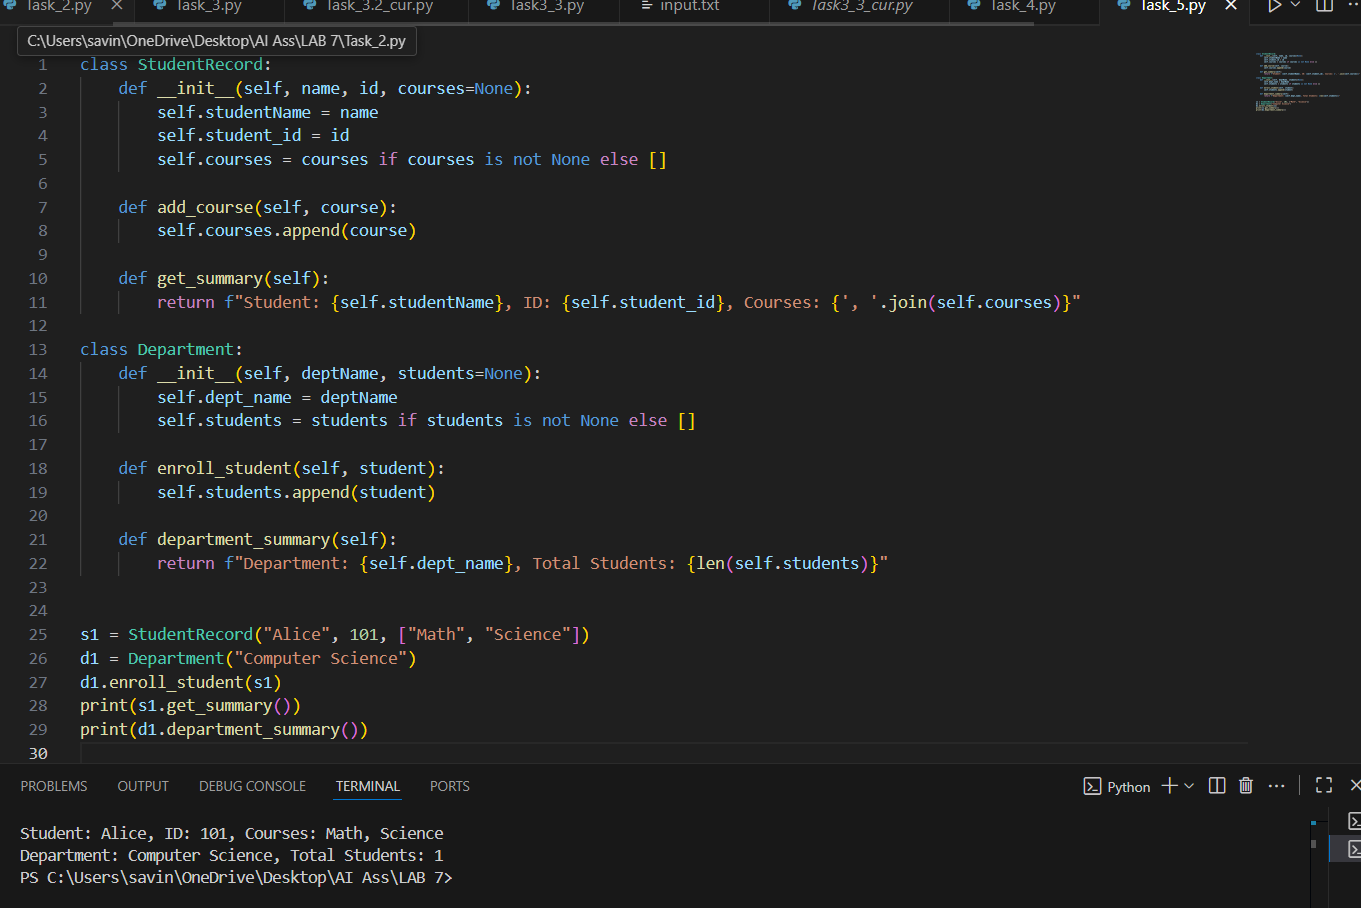 Task_2.py Task_3.py Task_3.2_cur.py Task3_3.py input.txt Task3_3_cur.py Task_4.py Task_5.py
C:\Users\savin\OneDrive\Desktop\AI Ass\LAB 7\Task_2.py
1 class StudentRecord:
2     def __init__(self, name, id, courses=None):
3         self.studentName = name
4         self.student_id = id
5         self.courses = courses if courses is not None else []
6
7     def add_course(self, course):
8         self.courses.append(course)
9
10     def get_summary(self):
11         return f"Student: {self.studentName}, ID: {self.student_id}, Courses: {', '.join(self.courses)}"
12
13 class Department:
14     def __init__(self, deptName, students=None):
15         self.dept_name = deptName
16         self.students = students if students is not None else []
17
18     def enroll_student(self, student):
19         self.students.append(student)
20
21     def department_summary(self):
22         return f"Department: {self.dept_name}, Total Students: {len(self.students)}"
23
24
25 s1 = StudentRecord("Alice", 101, ["Math", "Science"])
26 d1 = Department("Computer Science")
27 d1.enroll_student(s1)
28 print(s1.get_summary())
29 print(d1.department_summary())
30
PROBLEMS OUTPUT DEBUG CONSOLE TERMINAL PORTS Python
Student: Alice, ID: 101, Courses: Math, Science
Department: Computer Science, Total Students: 1
PS C:\Users\savin\OneDrive\Desktop\AI Ass\LAB 7>